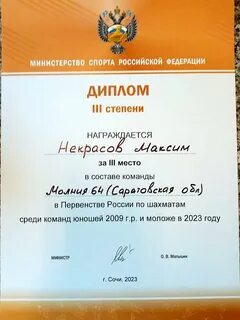 МИНИСТЕРСТВО СПОРТА РОССИЙСКОЙ ФЕДЕРАЦИИ
ДИПЛОМ
III степени
НАГРАЖДАЕТСЯ
Некрасов Максим
за III место
в составе команды
Молния 64 (Саратовская обл)
в Первенстве России по шахматам
среди команд юношей 2009 г.р. и моложе в 2023 году
МИНИСТР
О. В. Матыцин
г. Сочи, 2023